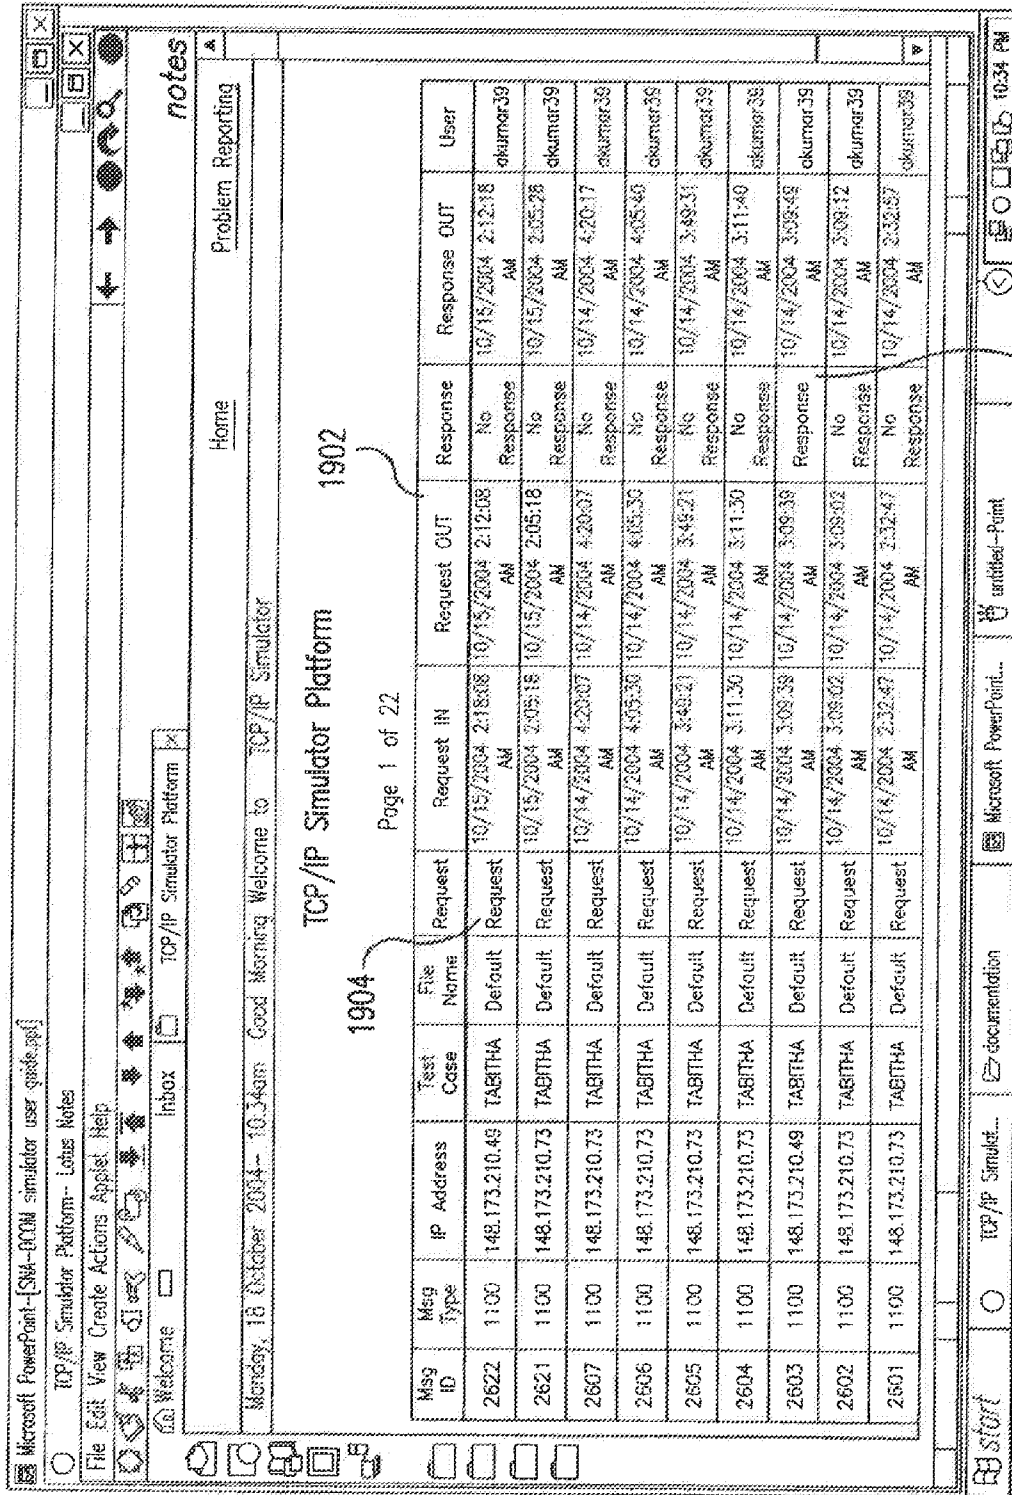 Microsoft PowerPoint-[SNA-DCOM simulator user guide.ppt]
TCP/IP Simulator Platform-- Lotus Notes
File Edit View Create Actions Applet Help
Welcome Inbox TCP/IP Simulator Platform
notes
Home Problem Reporting
Monday, 18 October 2004-- 10.34am Good Morning Welcome to TCP/IP Simulator
TCP/IP Simulator Platform
Page 1 of 22
1904
1902
Msg ID Msg Type IP Address Test Case File Name Request Request IN Request OUT Response Response OUT User
2622 1100 148.173.210.49 TABITHA Default Request 10/15/2004 2:18:08 AM 10/15/2004 2:12:08 AM No Response 10/15/2004 2:12:18 AM akumar39
2621 1100 148.173.210.73 TABITHA Default Request 10/15/2004 2:05:18 AM 10/15/2004 2:05:18 AM No Response 10/15/2004 2:05:28 AM akumar39
2607 1100 148.173.210.73 TABITHA Default Request 10/14/2004 4:20:07 AM 10/14/2004 4:20:07 AM No Response 10/14/2004 4:20:17 AM akumar39
2606 1100 148.173.210.73 TABITHA Default Request 10/14/2004 4:05:30 AM 10/14/2004 4:05:30 AM No Response 10/14/2004 4:05:40 AM akumar39
2605 1100 148.173.210.73 TABITHA Default Request 10/14/2004 3:49:21 AM 10/14/2004 3:49:21 AM No Response 10/14/2004 3:49:31 AM akumar39
2604 1100 148.173.210.73 TABITHA Default Request 10/14/2004 3:11:30 AM 10/14/2004 3:11:30 AM No Response 10/14/2004 3:11:40 AM akumar39
2603 1100 148.173.210.49 TABITHA Default Request 10/14/2004 3:09:39 AM 10/14/2004 3:09:39 AM Response 10/14/2004 3:09:49 AM akumar39
2602 1100 148.173.210.73 TABITHA Default Request 10/14/2004 3:09:02 AM 10/14/2004 3:09:02 AM No Response 10/14/2004 3:09:12 AM akumar39
2601 1100 148.173.210.73 TABITHA Default Request 10/14/2004 2:32:47 AM 10/14/2004 2:32:47 AM No Response 10/14/2004 2:32:57 AM akumar39
start TCP/IP Simulat... documentation Microsoft PowerPoint... untitled-Paint 10:34 PM